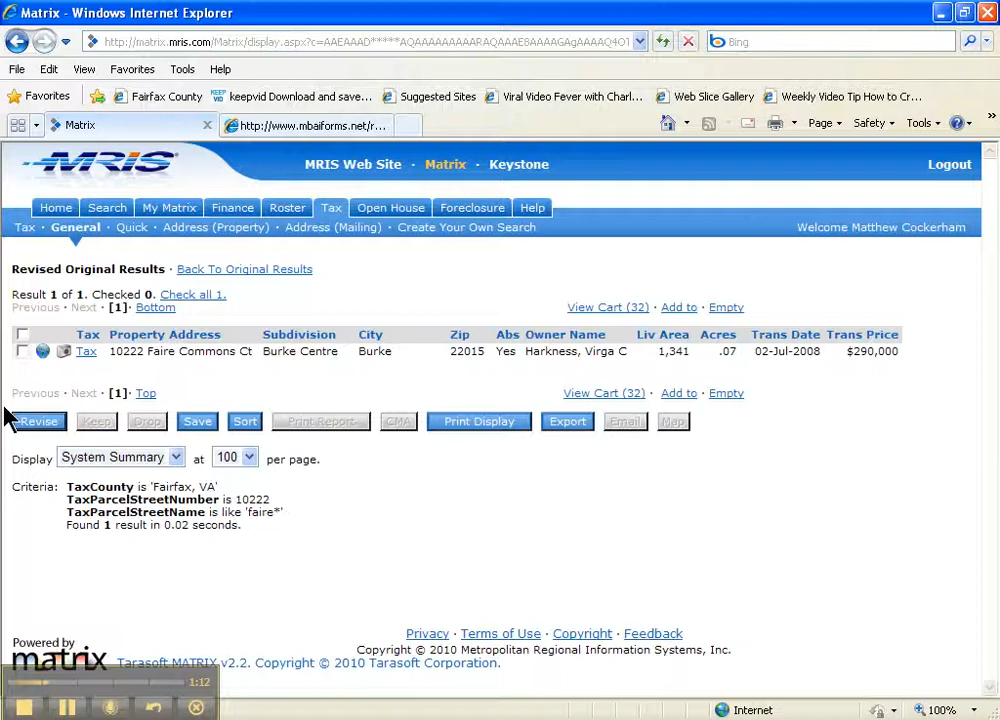 Matrix - Windows Internet Explorer
http://matrix.mris.com/Matrix/display.aspx?c=AAEAAAD*****AQAAAAAAAAARAQAAAE8AAAAGAgAAAAQ4OT
Bing
File Edit View Favorites Tools Help
Favorites Fairfax County KEEP VID keepvid Download and save... Suggested Sites Viral Video Fever with Charl... Web Slice Gallery Weekly Video Tip How to Cr...
Matrix http://www.mbaiforms.net/r... Page Safety Tools
MRIS MRIS Web Site · Matrix · Keystone Logout
Home Search My Matrix Finance Roster Tax Open House Foreclosure Help
Tax · General · Quick · Address (Property) · Address (Mailing) · Create Your Own Search Welcome Matthew Cockerham
Revised Original Results · Back To Original Results
Result 1 of 1. Checked 0. Check all 1.
Previous · Next · [1] · Bottom View Cart (32) · Add to · Empty
Tax Property Address Subdivision City Zip Abs Owner Name Liv Area Acres Trans Date Trans Price
Tax 10222 Faire Commons Ct Burke Centre Burke 22015 Yes Harkness, Virga C 1,341 .07 02-Jul-2008 $290,000
Previous · Next · [1] · Top View Cart (32) · Add to · Empty
Revise Keep Drop Save Sort Print Report CMA Print Display Export Email Map
Display System Summary at 100 per page.
Criteria: TaxCounty is 'Fairfax, VA'
TaxParcelStreetNumber is 10222
TaxParcelStreetName is like 'faire*'
Found 1 result in 0.02 seconds.
Privacy · Terms of Use · Copyright · Feedback
Powered by Copyright © 2010 Metropolitan Regional Information Systems, Inc.
matrix Tarasoft MATRIX v2.2. Copyright © 2010 Tarasoft Corporation.
1:12
Internet 100%